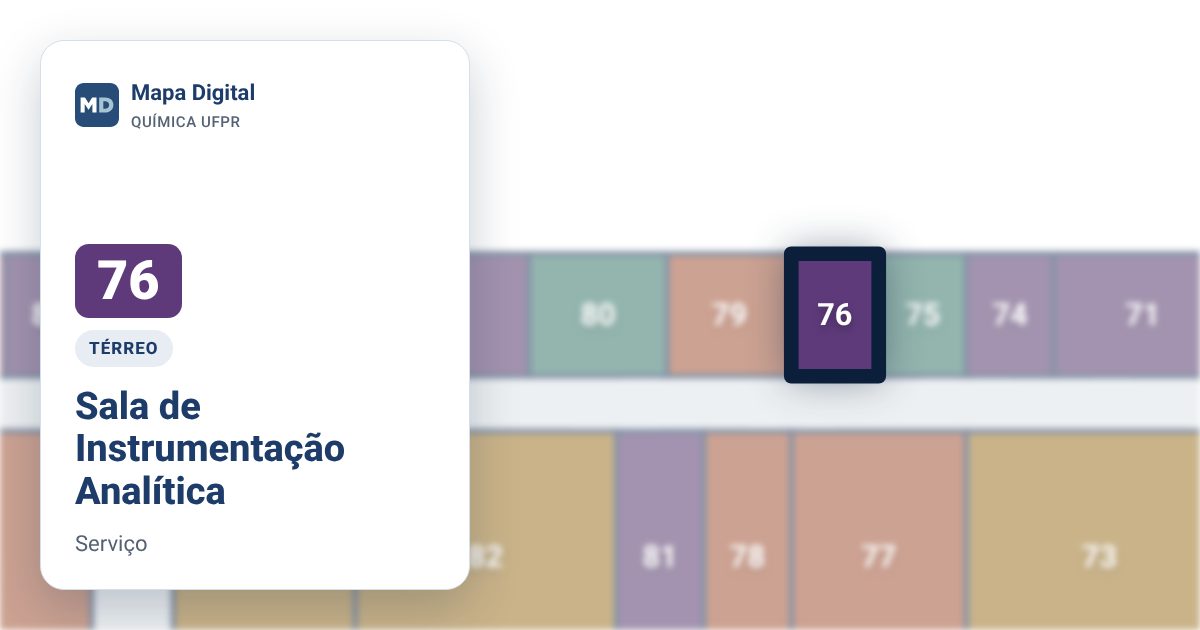 MD
Mapa Digital
QUÍMICA UFPR
76
TÉRREO
Sala de
Instrumentação
Analítica
Serviço
80
79
76
75
74
71
82
81
78
77
73